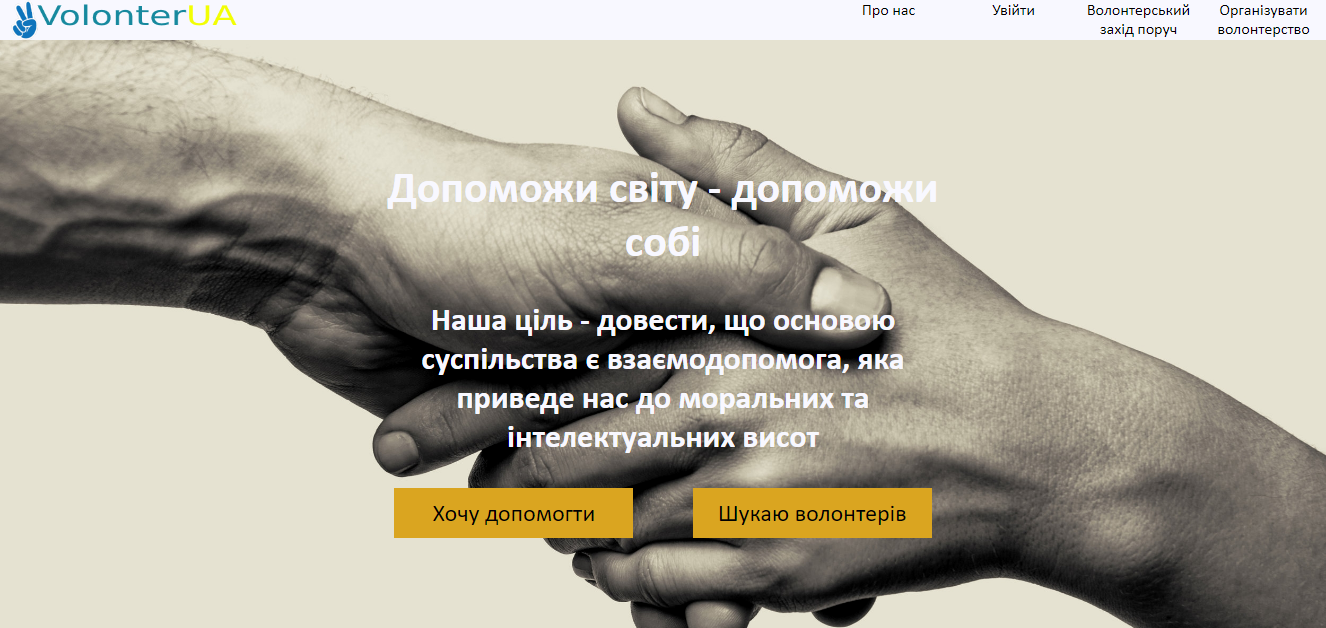 VolonterUA
Про нас
Увійти
Волонтерський
захід поруч
Організувати
волонтерство
Допоможи світу - допоможи
собі
Наша ціль - довести, що основою
суспільства є взаємодопомога, яка
приведе нас до моральних та
інтелектуальних висот
Хочу допомогти
Шукаю волонтерів